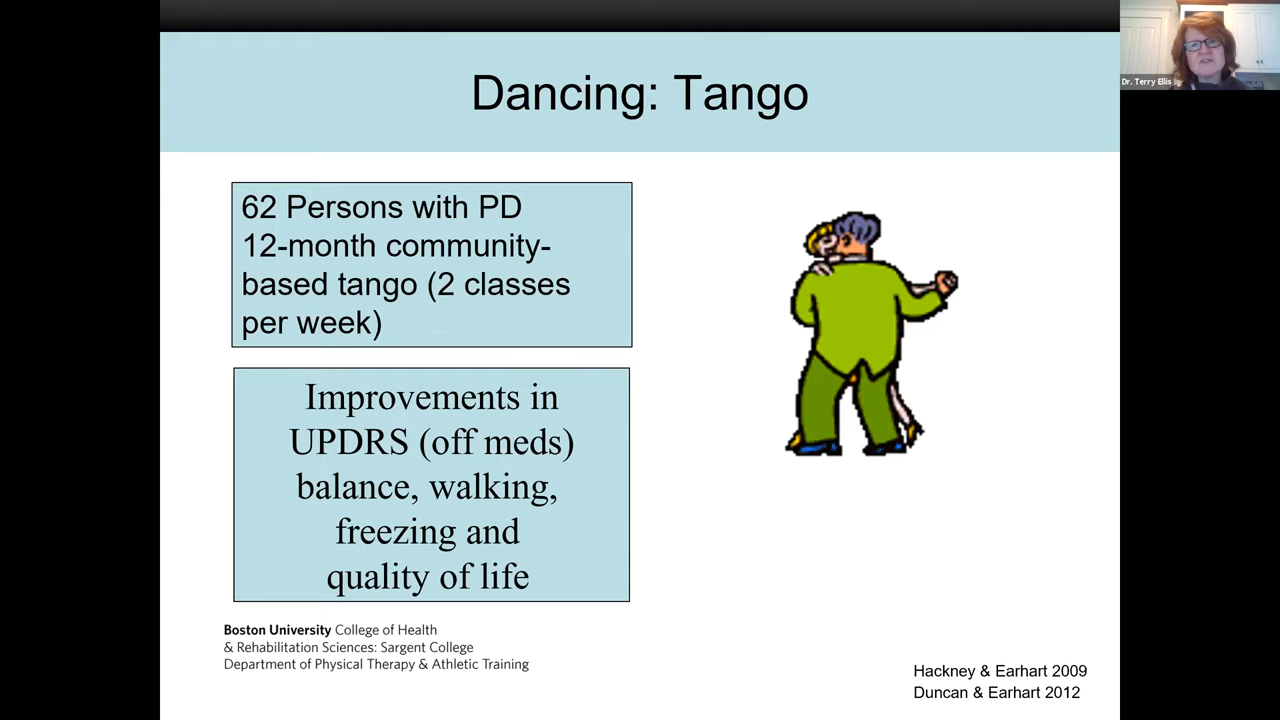 Dancing: Tango
Dr. Terry Ellis
62 Persons with PD
12-month community-
based tango (2 classes
per week)
Improvements in
UPDRS (off meds)
balance, walking,
freezing and
quality of life
Boston University College of Health
& Rehabilitation Sciences: Sargent College
Department of Physical Therapy & Athletic Training
Hackney & Earhart 2009
Duncan & Earhart 2012